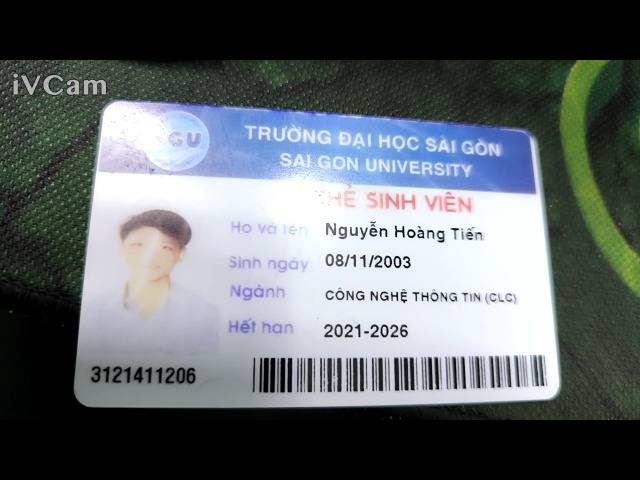 iVCam
GU
TRƯỜNG ĐẠI HỌC SÀI GÒN
SAI GON UNIVERSITY
THẺ SINH VIÊN
Họ và tên Nguyễn Hoàng Tiến
Sinh ngày 08/11/2003
Ngành CÔNG NGHỆ THÔNG TIN (CLC)
Hết hạn 2021-2026
3121411206